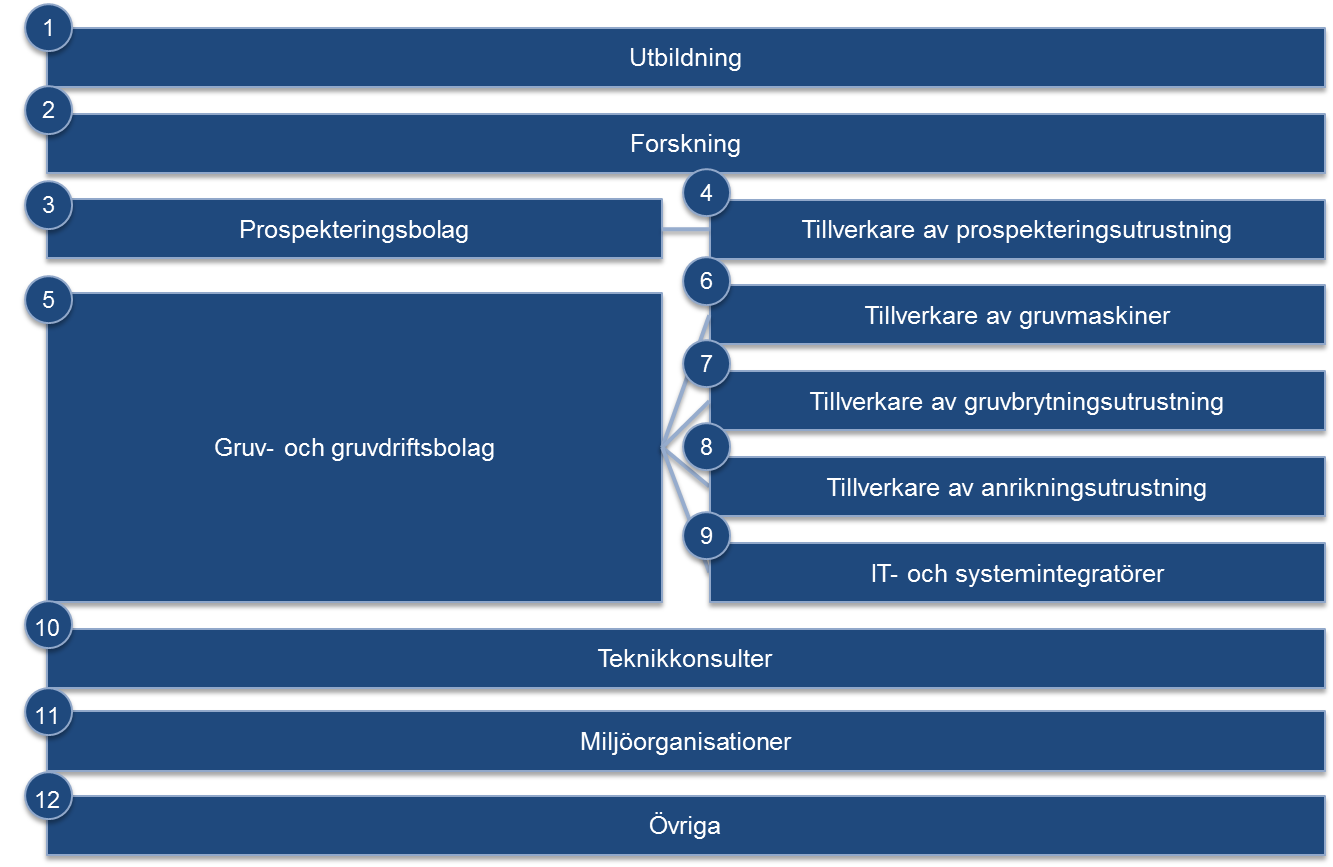 1
Utbildning
2
Forskning
3
Prospekteringsbolag
4
Tillverkare av prospekteringsutrustning
5
Gruv- och gruvdriftsbolag
6
Tillverkare av gruvmaskiner
7
Tillverkare av gruvbrytningsutrustning
8
Tillverkare av anrikningsutrustning
9
IT- och systemintegratörer
10
Teknikkonsulter
11
Miljöorganisationer
12
Övriga